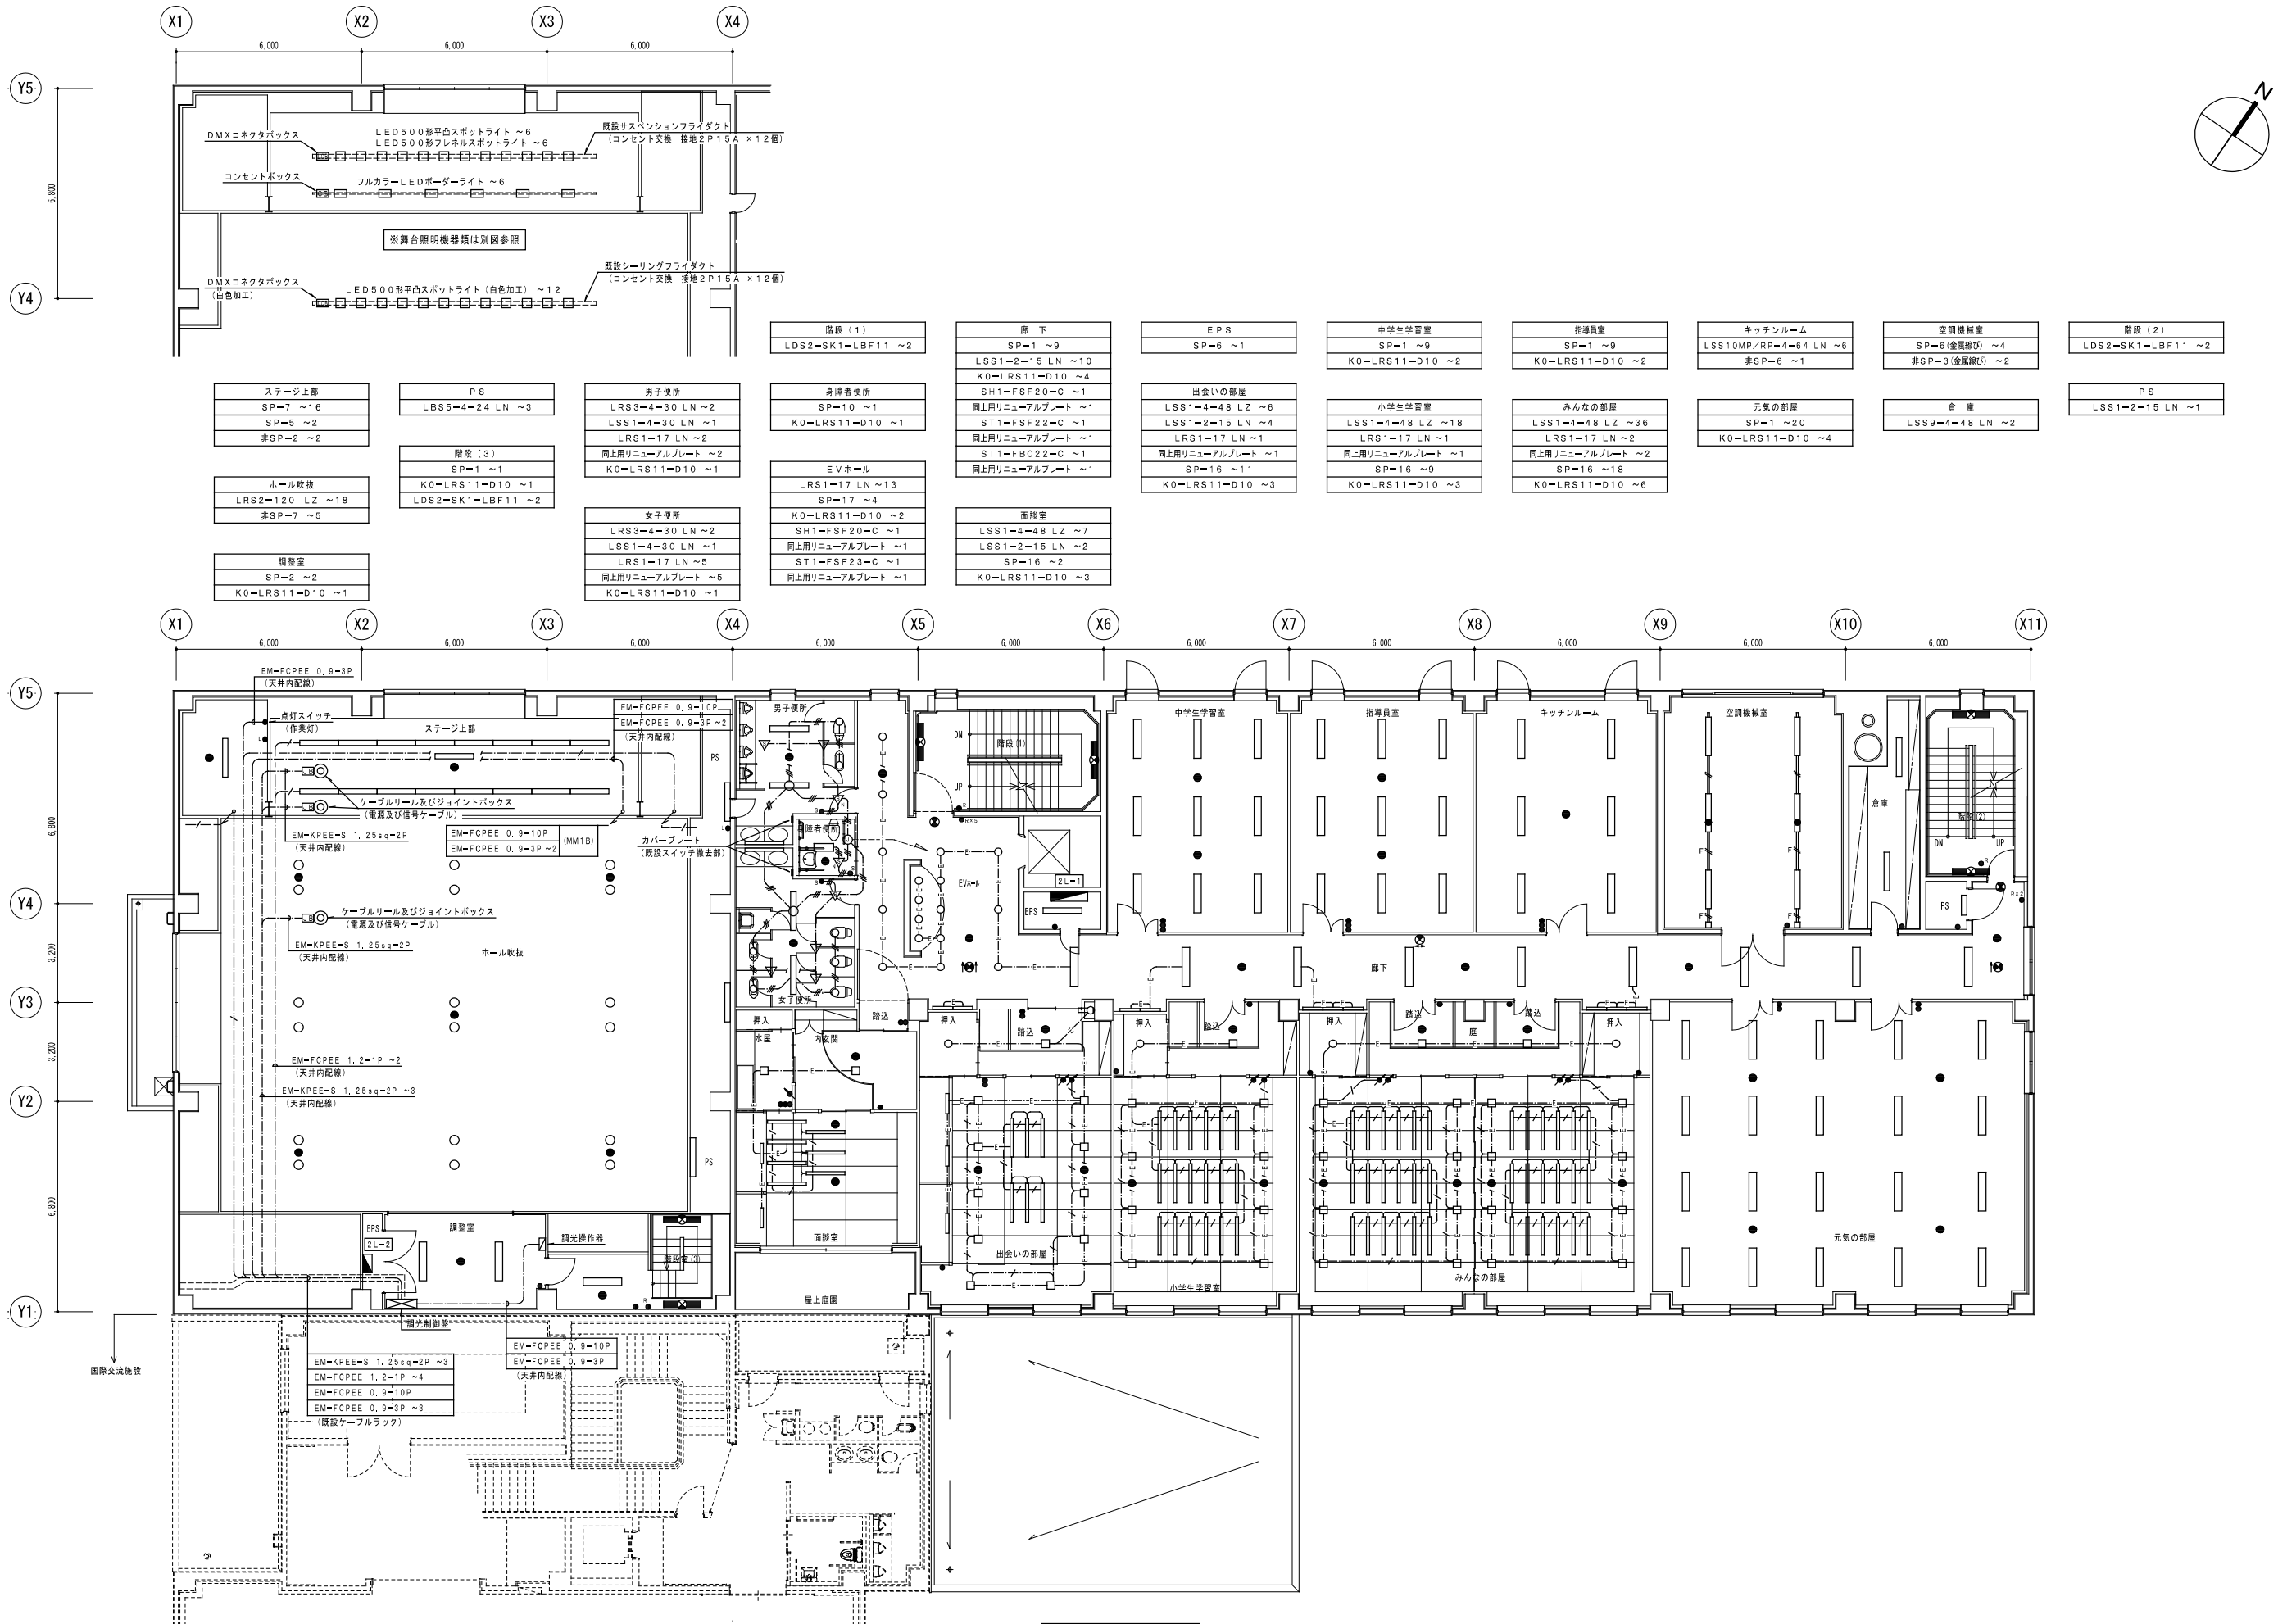 X1 X2 X3 X4
6,000 6,000 6,000
Y5
6,800
Y4
N
DMXコネクタボックス
LED500形平凸スポットライト ~6
LED500形フレネルスポットライト ~6
既設サスペンションフライダクト
(コンセント交換 接地2P15A ×12個)
コンセントボックス
フルカラーLEDボーダーライト ~6
※舞台照明機器類は別図参照
DMXコネクタボックス
(白色加工)
LED500形平凸スポットライト(白色加工) ~12
既設シーリングフライダクト
(コンセント交換 接地2P15A ×12個)
ステージ上部
SP-7 ~16
SP-5 ~2
非SP-2 ~2
ホール吹抜
LRS2-120 LZ ~18
非SP-7 ~5
調整室
SP-2 ~2
K0-LRS11-D10 ~1
PS
LBS5-4-24 LN ~3
階段(3)
SP-1 ~1
K0-LRS11-D10 ~1
LDS2-SK1-LBF11 ~2
男子便所
LRS3-4-30 LN ~2
LSS1-4-30 LN ~1
LRS1-17 LN ~2
同上用リニューアルプレート ~2
K0-LRS11-D10 ~1
女子便所
LRS3-4-30 LN ~2
LSS1-4-30 LN ~1
LRS1-17 LN ~5
同上用リニューアルプレート ~5
K0-LRS11-D10 ~1
階段(1)
LDS2-SK1-LBF11 ~2
身障者便所
SP-10 ~1
K0-LRS11-D10 ~1
EVホール
LRS1-17 LN ~13
SP-17 ~4
K0-LRS11-D10 ~2
SH1-FSF20-C ~1
同上用リニューアルプレート ~1
ST1-FSF23-C ~1
同上用リニューアルプレート ~1
廊 下
SP-1 ~9
LSS1-2-15 LN ~10
K0-LRS11-D10 ~4
SH1-FSF20-C ~1
同上用リニューアルプレート ~1
ST1-FSF22-C ~1
同上用リニューアルプレート ~1
ST1-FBC22-C ~1
同上用リニューアルプレート ~1
面談室
LSS1-4-48 LZ ~7
LSS1-2-15 LN ~2
SP-16 ~2
K0-LRS11-D10 ~3
EPS
SP-6 ~1
出会いの部屋
LSS1-4-48 LZ ~6
LSS1-2-15 LN ~4
LRS1-17 LN ~1
同上用リニューアルプレート ~1
SP-16 ~11
K0-LRS11-D10 ~3
中学生学習室
SP-1 ~9
K0-LRS11-D10 ~2
小学生学習室
LSS1-4-48 LZ ~18
LRS1-17 LN ~1
同上用リニューアルプレート ~1
SP-16 ~9
K0-LRS11-D10 ~3
指導員室
SP-1 ~9
K0-LRS11-D10 ~2
みんなの部屋
LSS1-4-48 LZ ~36
LRS1-17 LN ~2
同上用リニューアルプレート ~2
SP-16 ~18
K0-LRS11-D10 ~6
キッチンルーム
LSS10MP/RP-4-64 LN ~6
非SP-6 ~1
元気の部屋
SP-1 ~20
K0-LRS11-D10 ~4
空調機械室
SP-6(金属線ぴ) ~4
非SP-3(金属線ぴ) ~2
倉 庫
LSS9-4-48 LN ~2
階段(2)
LDS2-SK1-LBF11 ~2
PS
LSS1-2-15 LN ~1
X1 X2 X3 X4 X5 X6 X7 X8 X9 X10 X11
6,000 6,000 6,000 6,000 6,000 6,000 6,000 6,000 6,000 6,000
Y5
6,800
Y4
3,200
Y3
3,200
Y2
6,800
Y1
EM-FCPEE 0.9-3P
(天井内配線)
点灯スイッチ
(作業灯)
ステージ上部
EM-FCPEE 0.9-10P
EM-FCPEE 0.9-3P ~2
(天井内配線)
PS
ケーブルリール及びジョイントボックス
(電源及び信号ケーブル)
EM-KPEE-S 1.25sq-2P
(天井内配線)
EM-FCPEE 0.9-10P
EM-FCPEE 0.9-3P ~2
(MM1B)
カバープレート
(既設スイッチ撤去部)
ケーブルリール及びジョイントボックス
(電源及び信号ケーブル)
EM-KPEE-S 1.25sq-2P
(天井内配線)
ホール吹抜
EM-FCPEE 1.2-1P ~2
(天井内配線)
EM-KPEE-S 1.25sq-2P ~3
(天井内配線)
PS
EPS
2L-2
調整室
調光操作器
階段室(3)
調光制御盤
EM-KPEE-S 1.25sq-2P ~3
EM-FCPEE 1.2-1P ~4
EM-FCPEE 0.9-10P
EM-FCPEE 0.9-3P ~3
(既設ケーブルラック)
EM-FCPEE 0.9-10P
EM-FCPEE 0.9-3P
(天井内配線)
国際交流施設
男子便所
身障者便所
女子便所
押入
水屋
内玄関
踏込
面談室
屋上庭園
階段(1)
DN
UP
EVホール
2L-1
EPS
中学生学習室
指導員室
キッチンルーム
空調機械室
倉庫
階段(2)
DN
UP
PS
廊下
押入
踏込
押入
踏込
押入
踏込
庭
踏込
押入
出会いの部屋
小学生学習室
みんなの部屋
元気の部屋